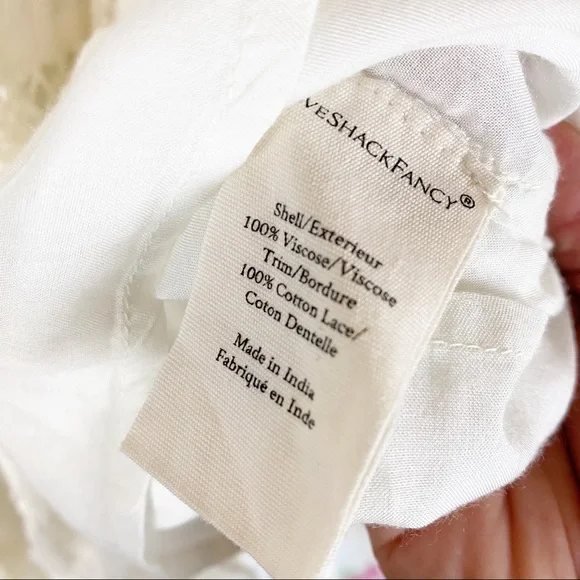 VESHACKFANCY®
Shell/Exterieur
100% Viscose/Viscose
Trim/Bordure
100% Cotton Lace/
Coton Dentelle
Made in India
Fabriqué en Inde